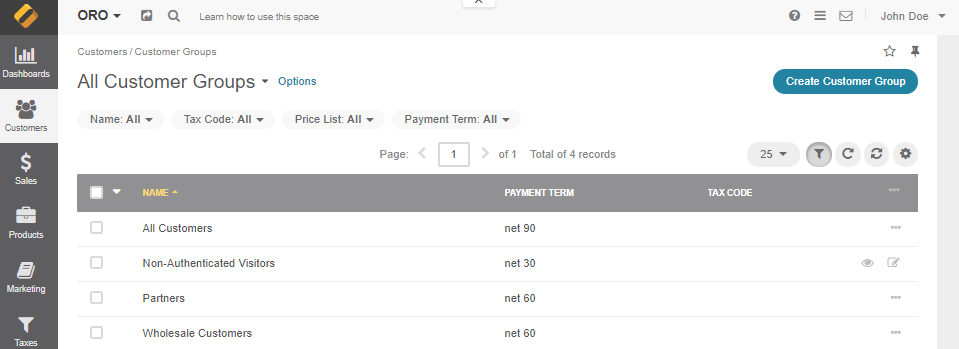 ORO
Learn how to use this space
John Doe
Dashboards
Customers
Sales
Products
Marketing
Taxes
Customers / Customer Groups
All Customer Groups
Options
Create Customer Group
Name: All
Tax Code: All
Price List: All
Payment Term: All
Page: 1 of 1 Total of 4 records
25
NAME PAYMENT TERM TAX CODE
All Customers net 90
Non-Authenticated Visitors net 30
Partners net 60
Wholesale Customers net 60